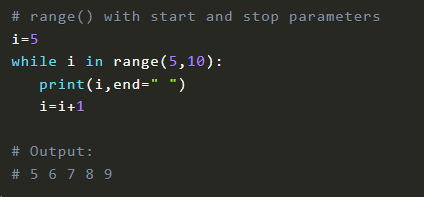 # range() with start and stop parameters
i=5
while i in range(5,10):
   print(i,end=" ")
   i=i+1

# Output:
# 5 6 7 8 9